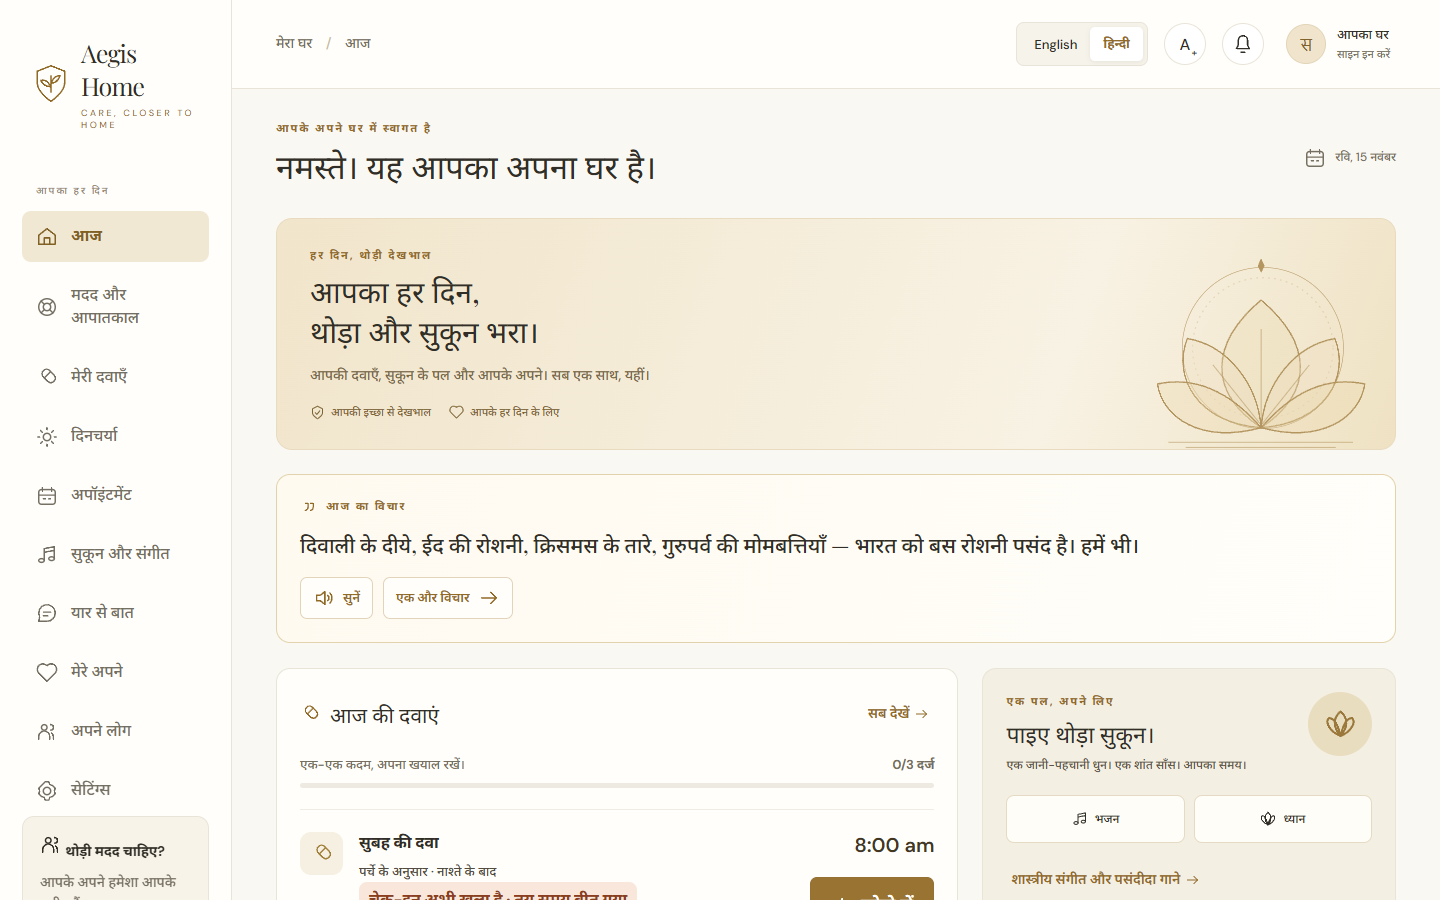 Aegis
Home
CARE, CLOSER TO
HOME
आपका हर दिन
आज
मदद और
आपातकाल
मेरी दवाएँ
दिनचर्या
अपॉइंटमेंट
सुकून और संगीत
यार से बात
मेरे अपने
अपने लोग
सेटिंग्स
थोड़ी मदद चाहिए?
आपके अपने हमेशा आपके
मेरा घर / आज
English हिन्दी
A+
स
आपका घर
साइन इन करें
आपके अपने घर में स्वागत है
नमस्ते। यह आपका अपना घर है।
रवि, 15 नवंबर
हर दिन, थोड़ी देखभाल
आपका हर दिन,
थोड़ा और सुकून भरा।
आपकी दवाएँ, सुकून के पल और आपके अपने। सब एक साथ, यहीं।
आपकी इच्छा से देखभाल आपके हर दिन के लिए
आज का विचार
दिवाली के दीये, ईद की रोशनी, क्रिसमस के तारे, गुरुपर्व की मोमबत्तियाँ — भारत को बस रोशनी पसंद है। हमें भी।
सुनें एक और विचार →
आज की दवाएं
सब देखें →
एक-एक कदम, अपना खयाल रखें।
0/3 दर्ज
सुबह की दवा
8:00 am
पर्चे के अनुसार · नाश्ते के बाद
एक पल, अपने लिए
पाइए थोड़ा सुकून।
एक जानी-पहचानी धुन। एक शांत साँस। आपका समय।
भजन ध्यान
शास्त्रीय संगीत और पसंदीदा गाने →